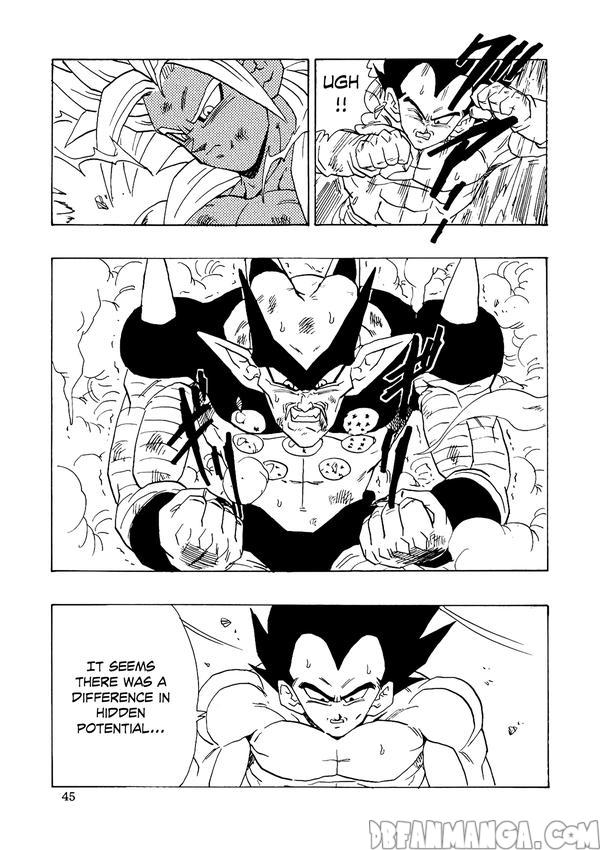 UGH
!!
IT SEEMS
THERE WAS A
DIFFERENCE IN
HIDDEN
POTENTIAL...
45
DBFANMANGA.COM